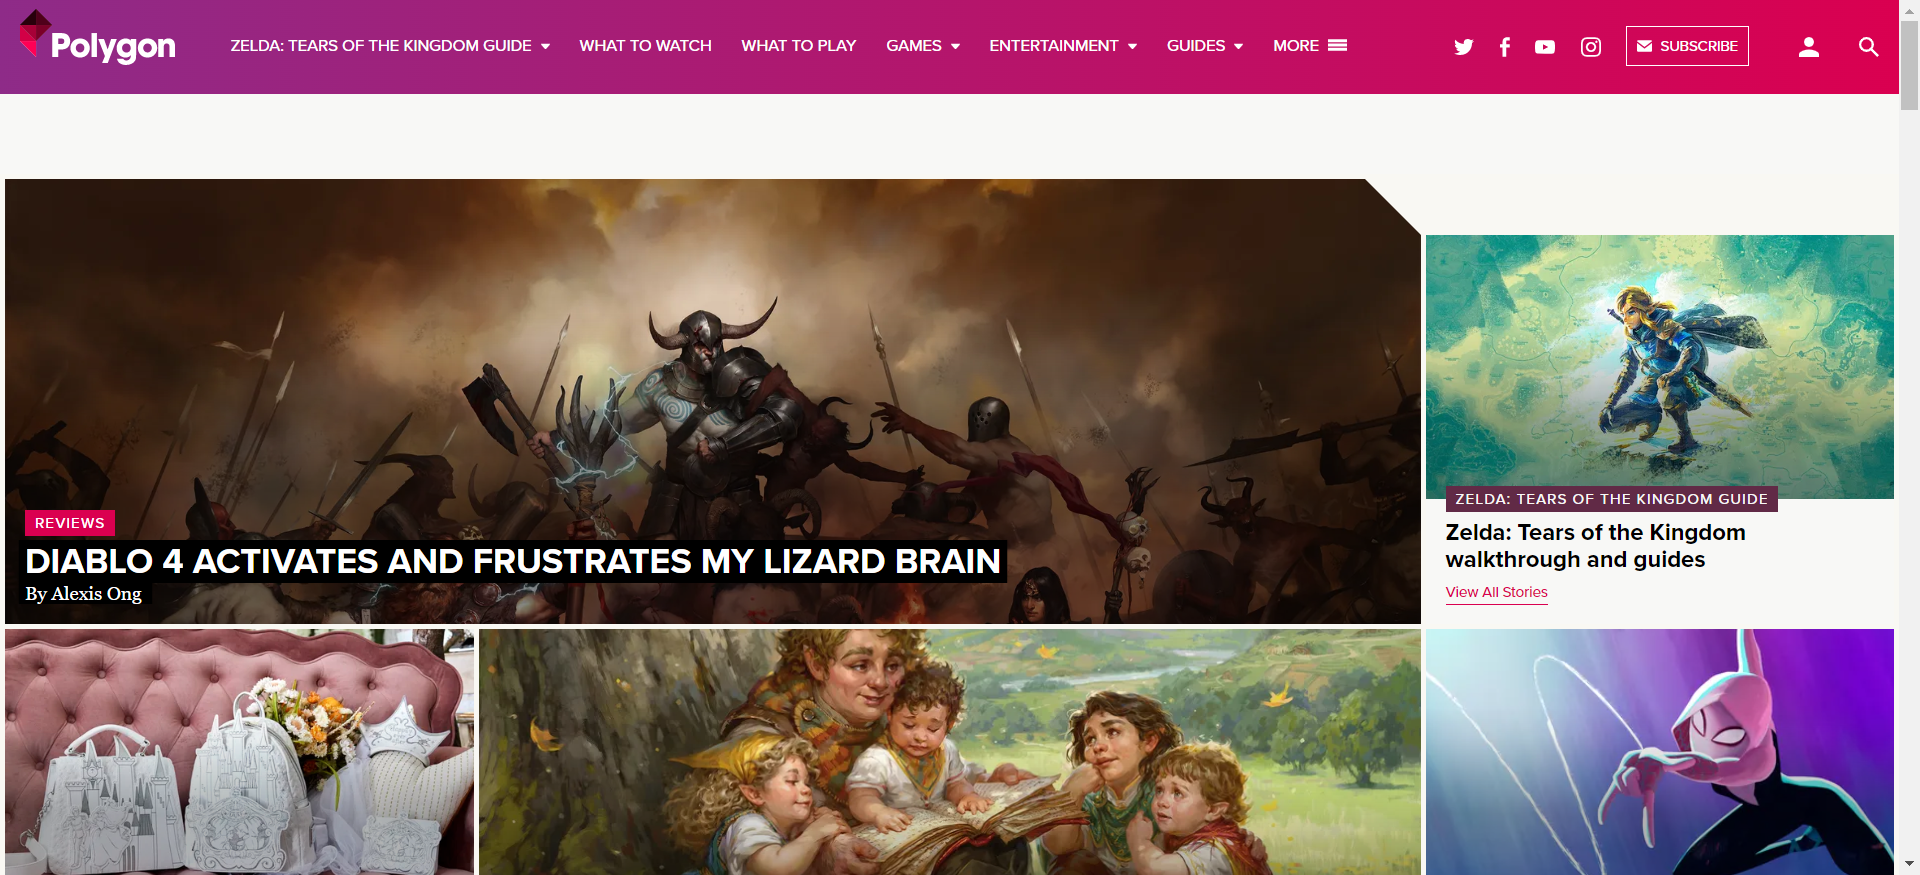 Polygon
ZELDA: TEARS OF THE KINGDOM GUIDE
WHAT TO WATCH
WHAT TO PLAY
GAMES
ENTERTAINMENT
GUIDES
MORE
SUBSCRIBE
REVIEWS
DIABLO 4 ACTIVATES AND FRUSTRATES MY LIZARD BRAIN
By Alexis Ong
ZELDA: TEARS OF THE KINGDOM GUIDE
Zelda: Tears of the Kingdom
walkthrough and guides
View All Stories